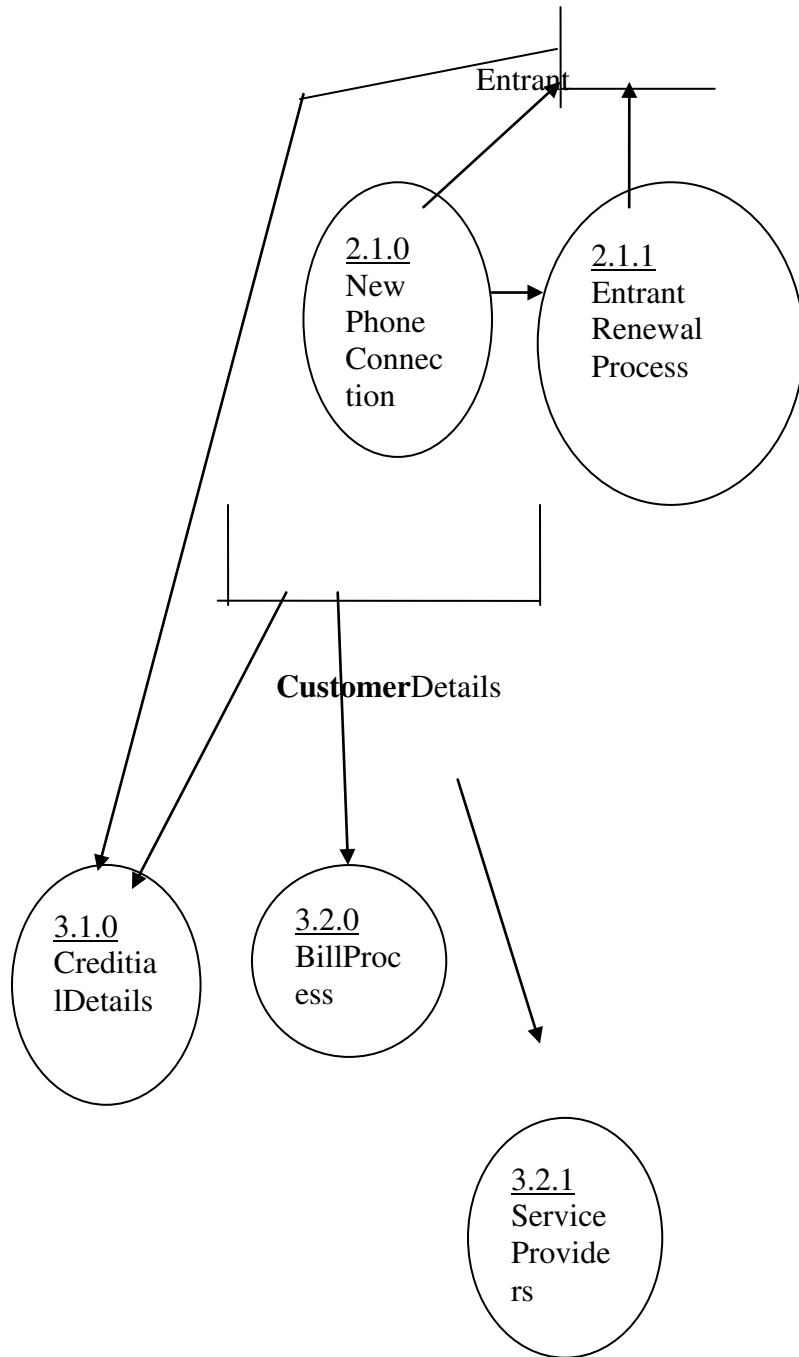 Entrant
2.1.0
New
Phone
Connec
tion
2.1.1
Entrant
Renewal
Process
CustomerDetails
3.1.0
Creditia
lDetails
3.2.0
BillProc
ess
3.2.1
Service
Provide
rs